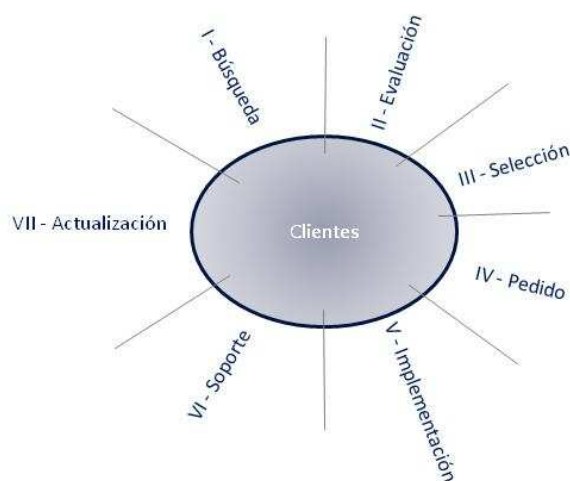 I - Búsqueda
II - Evaluación
III - Selección
IV - Pedido
V - Implementación
VI - Soporte
VII - Actualización
Clientes